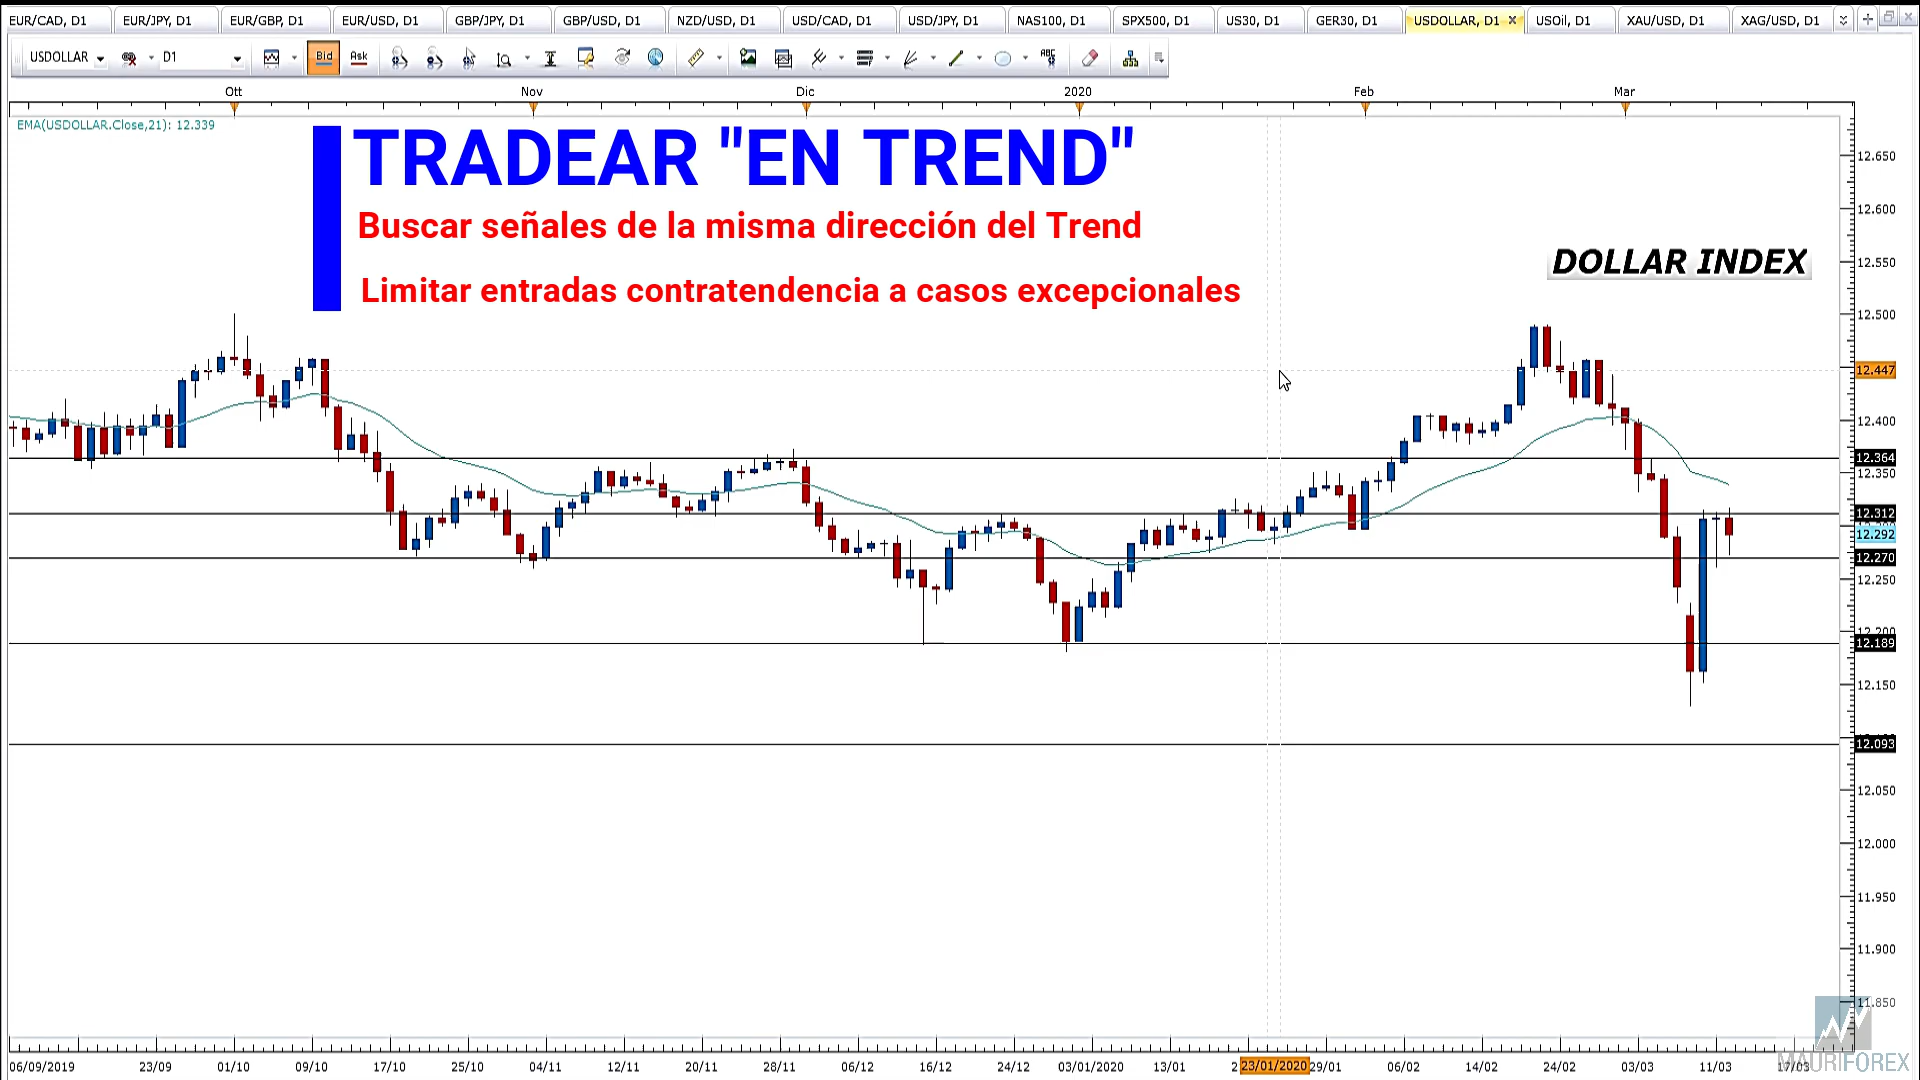 EUR/CAD, D1 EUR/JPY, D1 EUR/GBP, D1 EUR/USD, D1 GBP/JPY, D1 GBP/USD, D1 NZD/USD, D1 USD/CAD, D1 USD/JPY, D1 NAS100, D1 SPX500, D1 US30, D1 GER30, D1 USDOLLAR, D1 USOil, D1 XAU/USD, D1 XAG/USD, D1
USDOLLAR D1 Bid Ask ABC
Ott Nov Dic 2020 Feb Mar
EMA(USDOLLAR.Close,21): 12.339
TRADEAR "EN TREND"
Buscar señales de la misma dirección del Trend
Limitar entradas contratendencia a casos excepcionales
DOLLAR INDEX
12.650
12.600
12.550
12.500
12.447
12.400
12.364
12.350
12.312
12.292
12.270
12.250
12.200
12.189
12.150
12.093
12.050
12.000
11.950
11.900
11.850
06/09/2019 23/09 01/10 09/10 17/10 25/10 04/11 12/11 20/11 28/11 06/12 16/12 24/12 03/01/2020 13/01 2 23/01/2020 29/01 06/02 14/02 24/02 03/03 11/03 17/03
MAURIFOREX